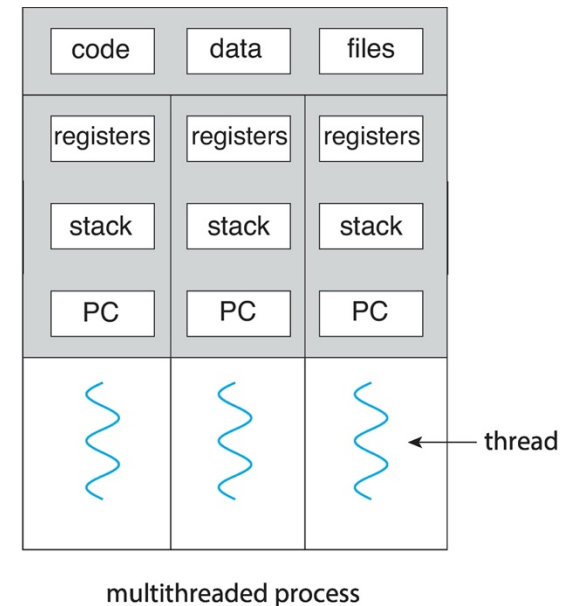 code data files
registers registers registers
stack stack stack
PC PC PC
thread
multithreaded process